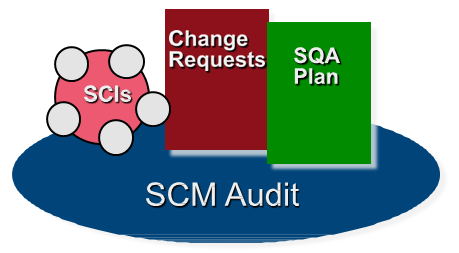 SCIs
Change
Requests
SQA
Plan
SCM Audit